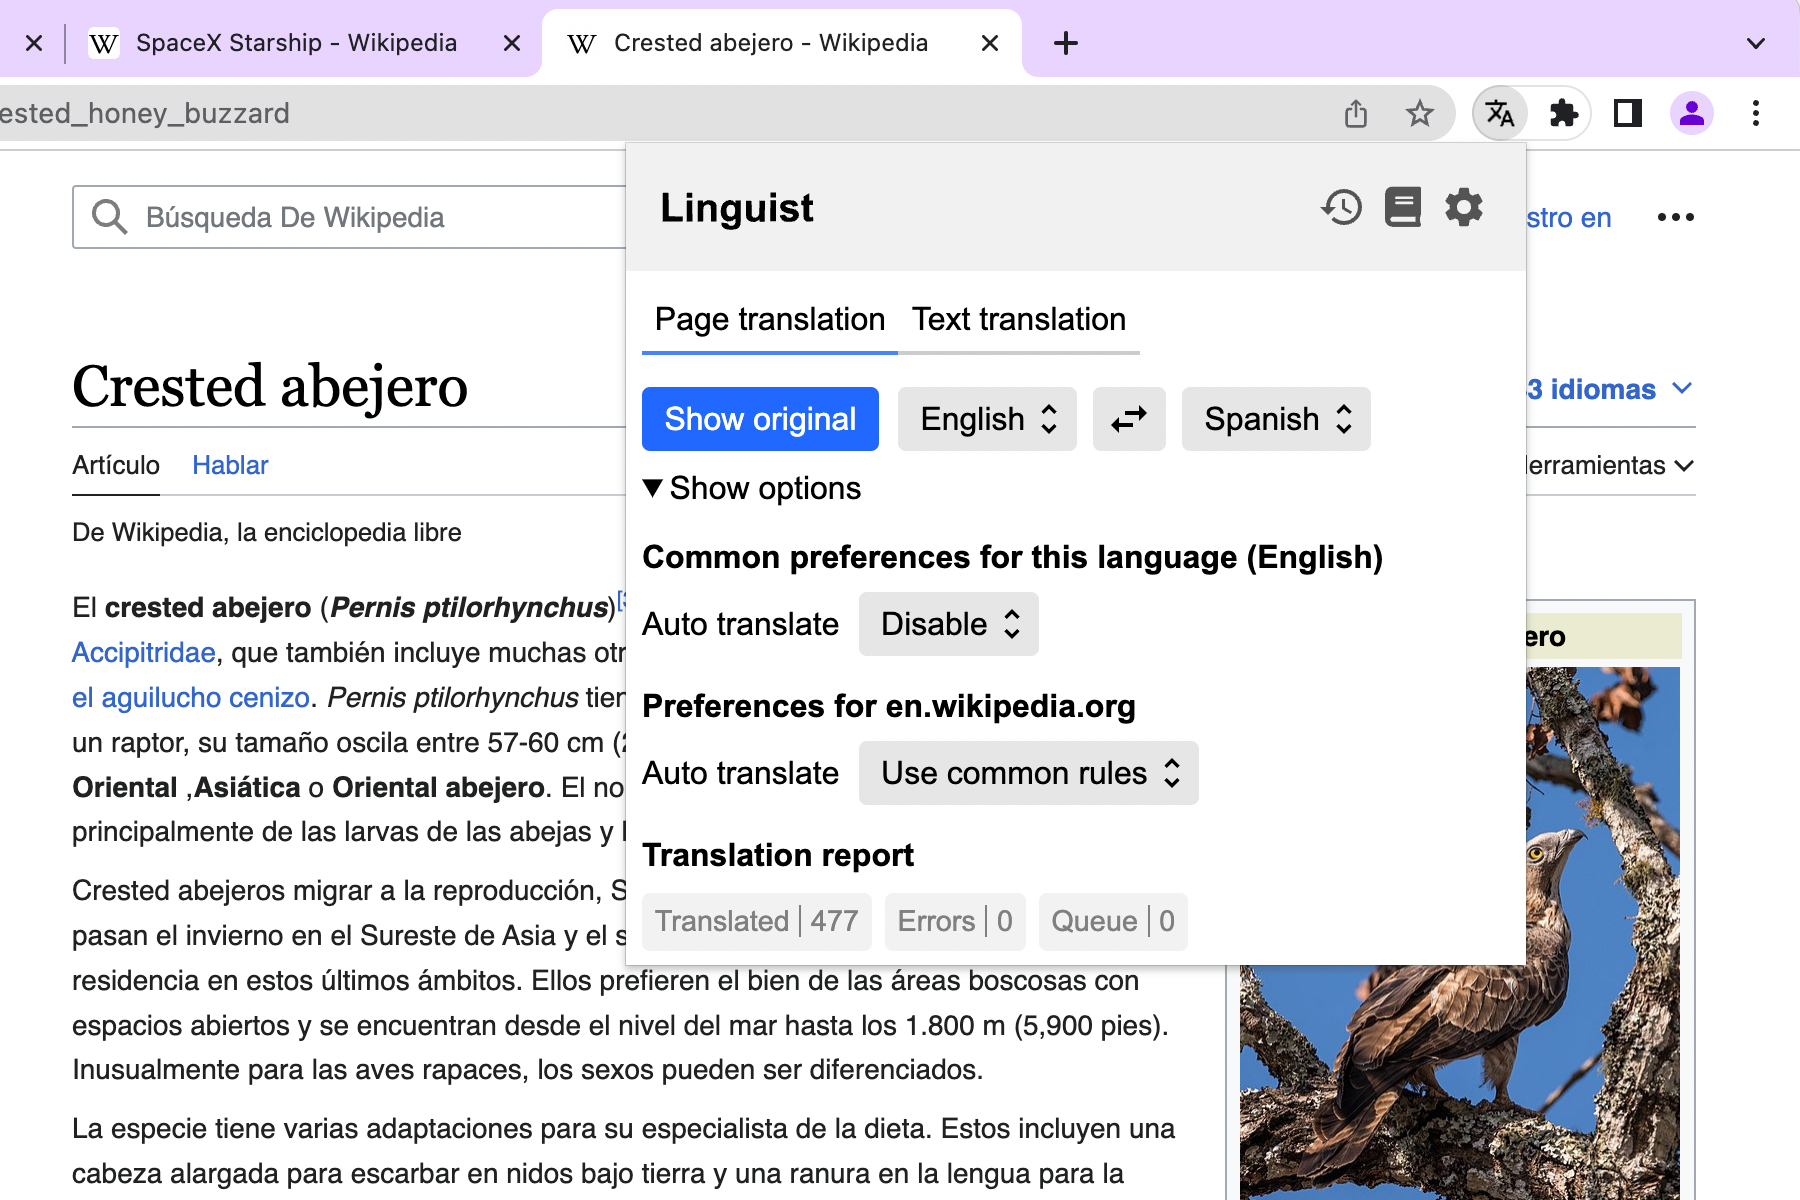 SpaceX Starship - Wikipedia
Crested abejero - Wikipedia
ested_honey_buzzard
Búsqueda De Wikipedia
stro en
Linguist
Page translation
Text translation
Show original
English
Spanish
Show options
Common preferences for this language (English)
Auto translate
Disable
Preferences for en.wikipedia.org
Auto translate
Use common rules
Translation report
Translated 477
Errors 0
Queue 0
Crested abejero
3 idiomas
Artículo
Hablar
erramientas
De Wikipedia, la enciclopedia libre
El crested abejero (Pernis ptilorhynchus)[3
Accipitridae, que también incluye muchas otr
el aguilucho cenizo. Pernis ptilorhynchus tien
un raptor, su tamaño oscila entre 57-60 cm (2
Oriental ,Asiática o Oriental abejero. El no
principalmente de las larvas de las abejas y l
Crested abejeros migrar a la reproducción, S
pasan el invierno en el Sureste de Asia y el s
residencia en estos últimos ámbitos. Ellos prefieren el bien de las áreas boscosas con
espacios abiertos y se encuentran desde el nivel del mar hasta los 1.800 m (5,900 pies).
Inusualmente para las aves rapaces, los sexos pueden ser diferenciados.
La especie tiene varias adaptaciones para su especialista de la dieta. Estos incluyen una
cabeza alargada para escarbar en nidos bajo tierra y una ranura en la lengua para la
ero